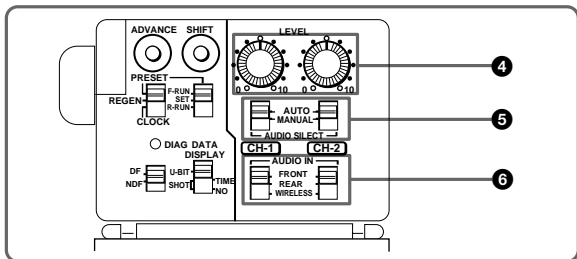 ADVANCE SHIFT
LEVEL
0 10 0 10
4
PRESET
REGEN
CLOCK
F-RUN
SET
R-RUN
AUTO
MANUAL
AUDIO SELECT
5
CH-1 CH-2
DIAG DATA
DISPLAY
DF
NDF
U-BIT
SHOT
TIME
NO
AUDIO IN
FRONT
REAR
WIRELESS
6